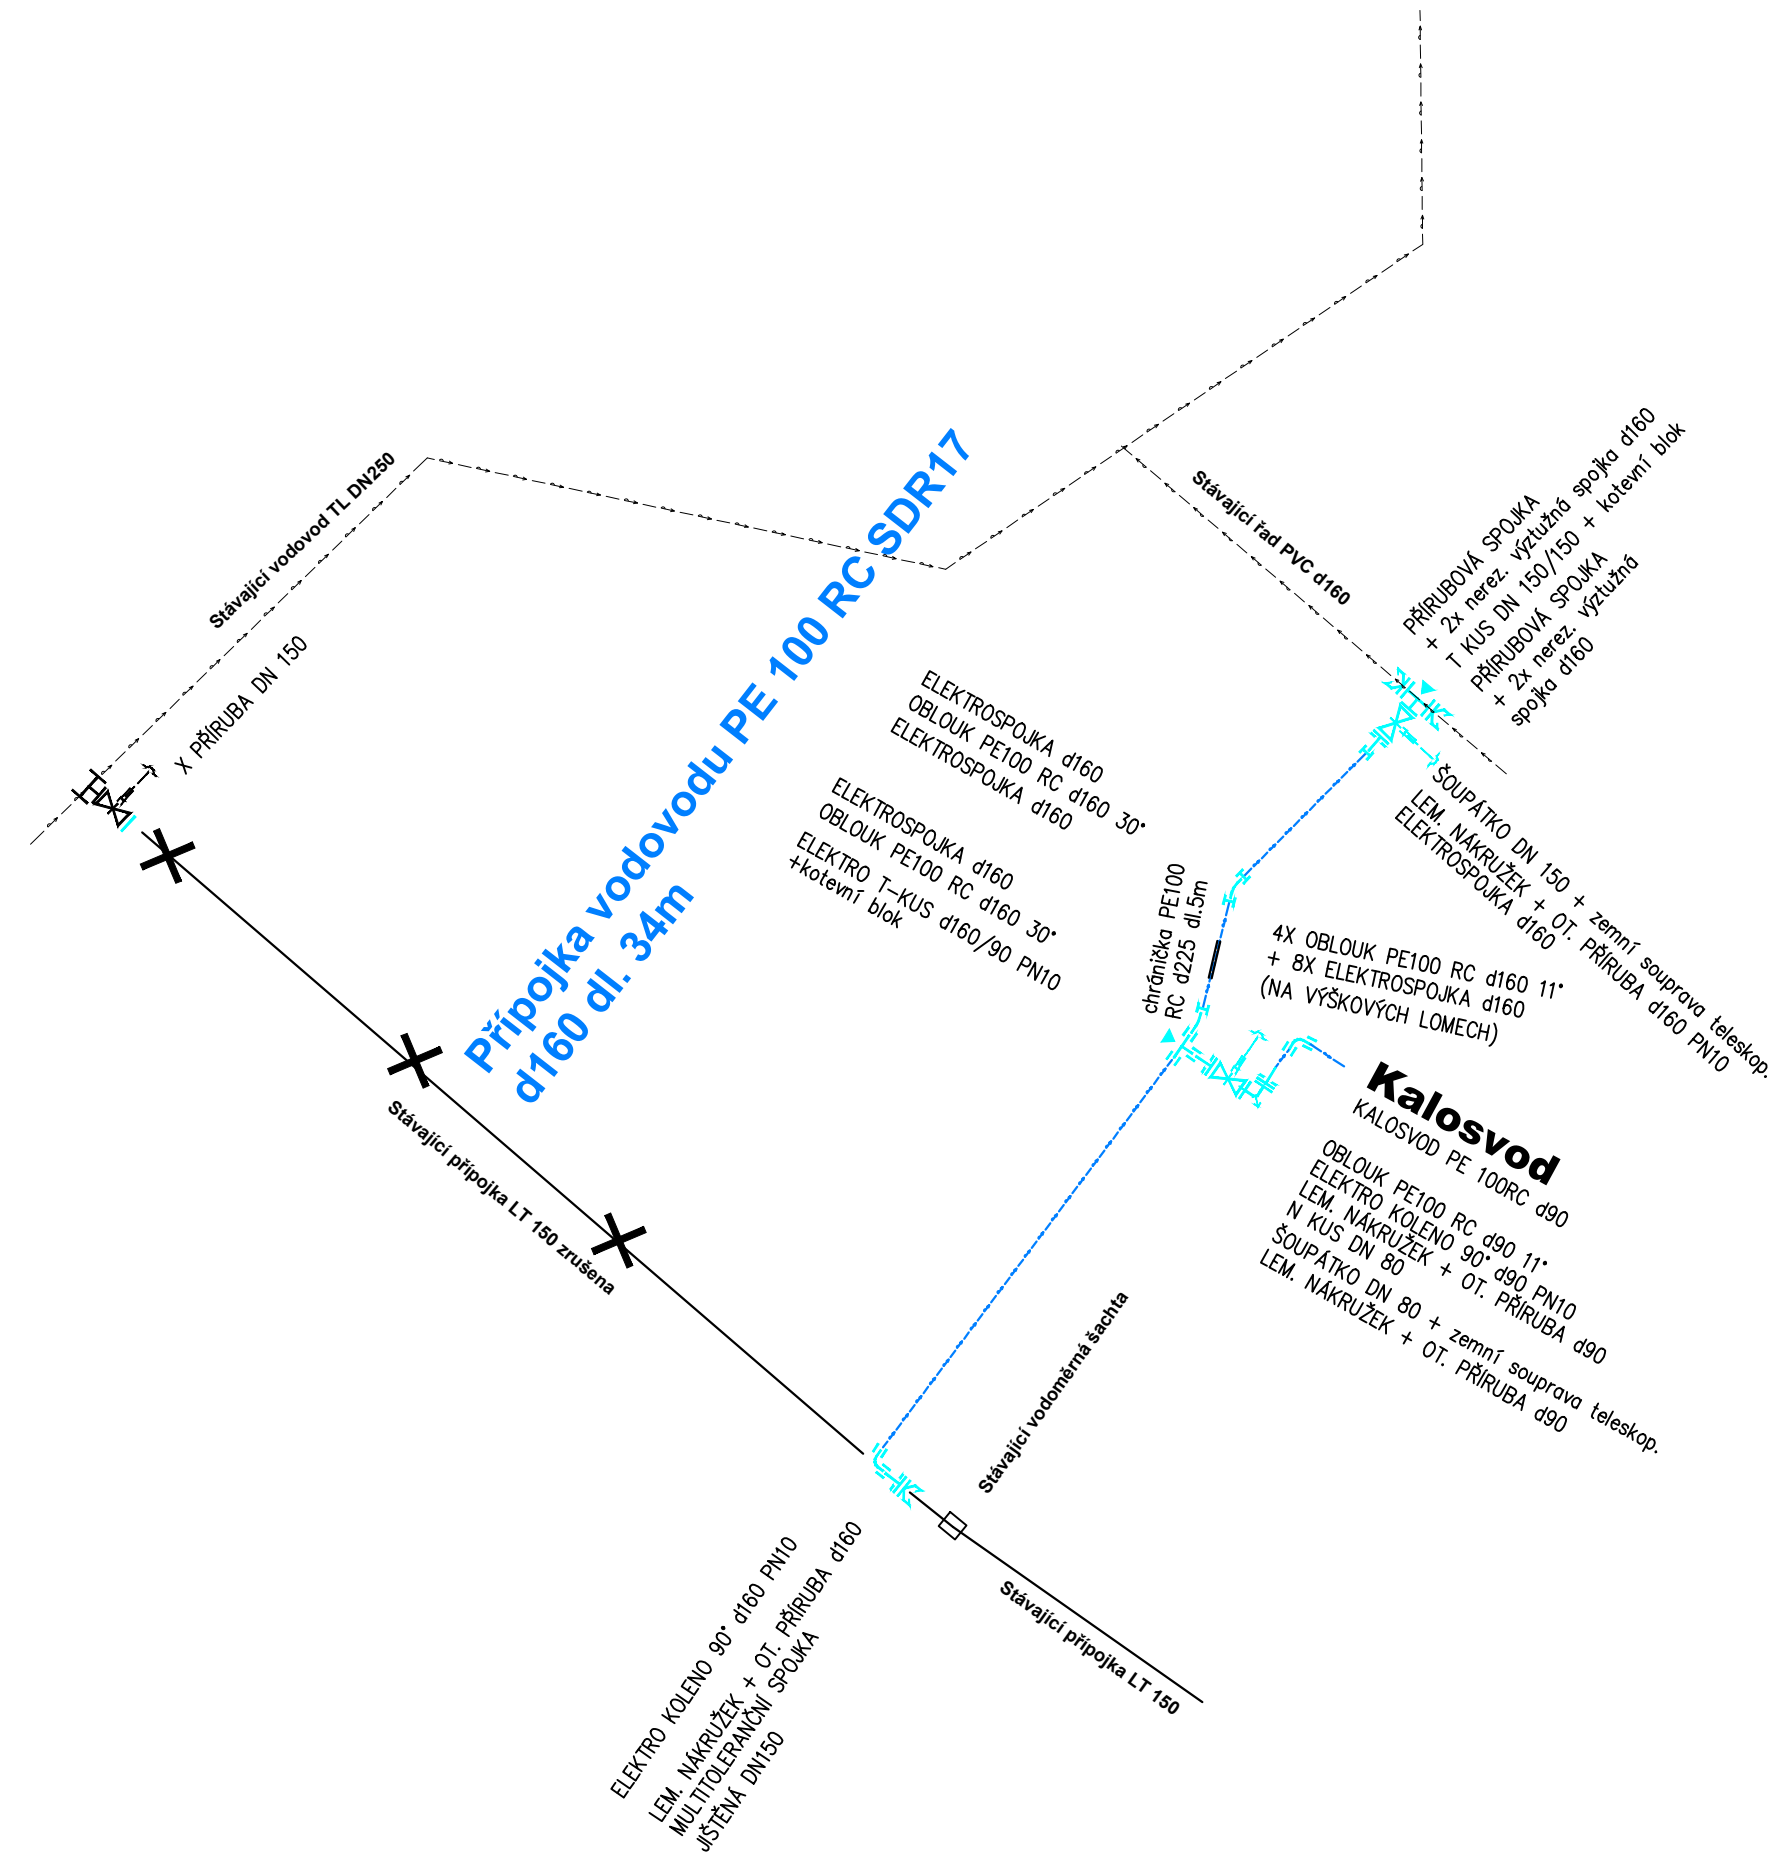 Stávající vodovod TL DN250
X PŘÍRUBA DN 150
Přípojka vodovodu PE 100 RC SDR17
d160 dl. 34m
Stávající řad PVC d160
PŘÍRUBOVÁ SPOJKA
+ 2x nerez. výztužná spojka d160
T KUS DN 150/150 + kotevní blok
PŘÍRUBOVÁ SPOJKA
+ 2x nerez. výztužná
spojka d160
ELEKTROSPOJKA d160
OBLOUK PE100 RC d160 30°
ELEKTROSPOJKA d160
ELEKTROSPOJKA d160
OBLOUK PE100 RC d160 30°
ELEKTRO T-KUS d160/90 PN10
+kotevní blok
ŠOUPÁTKO DN 150 + zemní souprava teleskop.
LEM. NÁKRUŽEK + OT. PŘÍRUBA d160 PN10
ELEKTROSPOJKA d160
chránička PE100
RC d225 dl.5m
4X OBLOUK PE100 RC d160 11°
+ 8X ELEKTROSPOJKA d160
(NA VÝŠKOVÝCH LOMECH)
Kalosvod
KALOSVOD PE 100RC d90
OBLOUK PE100 RC d90 11°
ELEKTRO KOLENO 90° d90 PN10
LEM. NÁKRUŽEK + OT. PŘÍRUBA d90
N KUS DN 80
ŠOUPÁTKO DN 80 + zemní souprava teleskop.
LEM. NÁKRUŽEK + OT. PŘÍRUBA d90
Stávající přípojka LT 150 zrušena
Stávající vodoměrná šachta
Stávající přípojka LT 150
ELEKTRO KOLENO 90° d160 PN10
LEM. NÁKRUŽEK + OT. PŘÍRUBA d160
MULTITOLERANČNÍ SPOJKA
JIŠTĚNÁ DN150